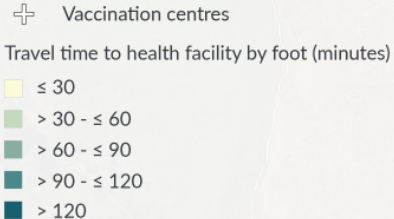 Vaccination centres
Travel time to health facility by foot (minutes)
≤ 30
> 30 - ≤ 60
> 60 - ≤ 90
> 90 - ≤ 120
> 120